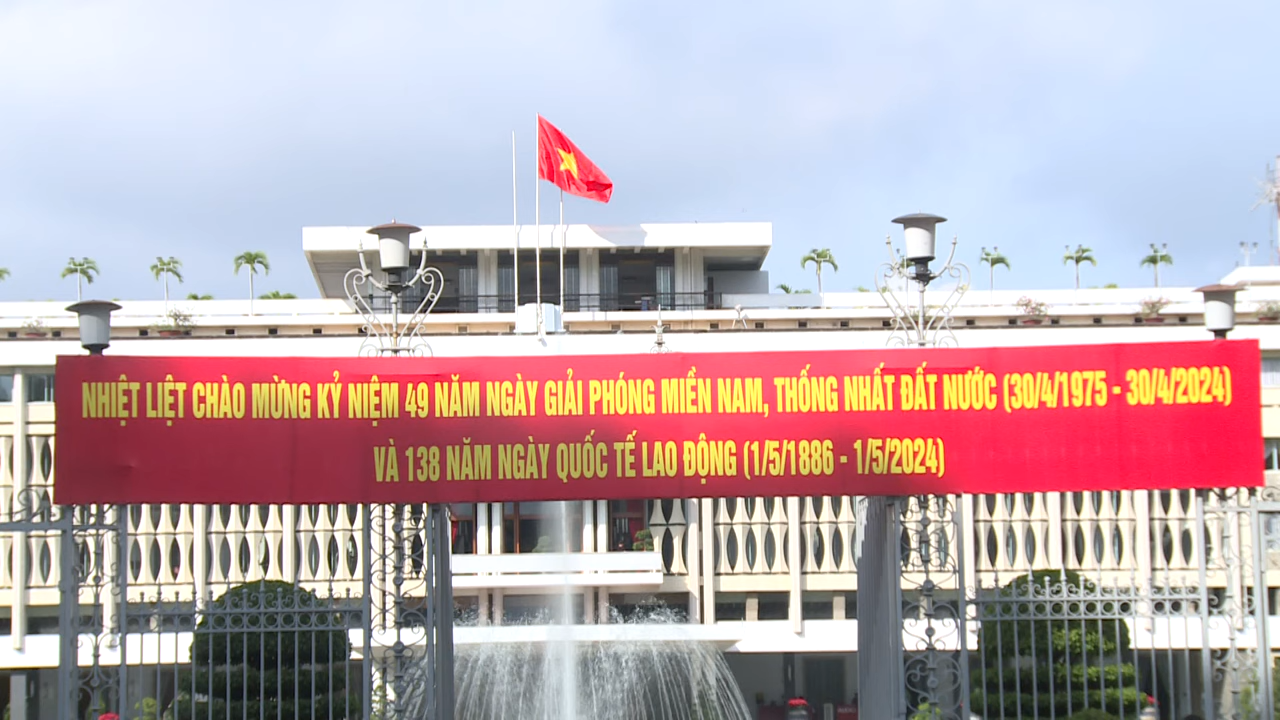 NHIỆT LIỆT CHÀO MỪNG KỶ NIỆM 49 NĂM NGÀY GIẢI PHÓNG MIỀN NAM, THỐNG NHẤT ĐẤT NƯỚC (30/4/1975 - 30/4/2024)
VÀ 138 NĂM NGÀY QUỐC TẾ LAO ĐỘNG (1/5/1886 - 1/5/2024)